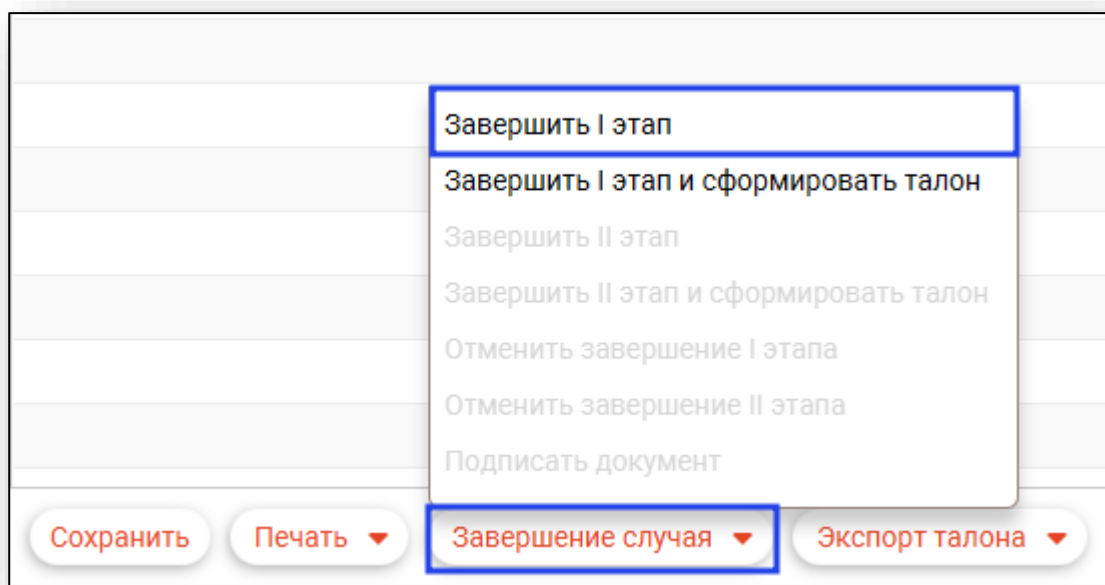 Завершить I этап
Завершить I этап и сформировать талон
Завершить II этап
Завершить II этап и сформировать талон
Отменить завершение I этапа
Отменить завершение II этапа
Подписать документ
Сохранить Печать Завершение случая Экспорт талона